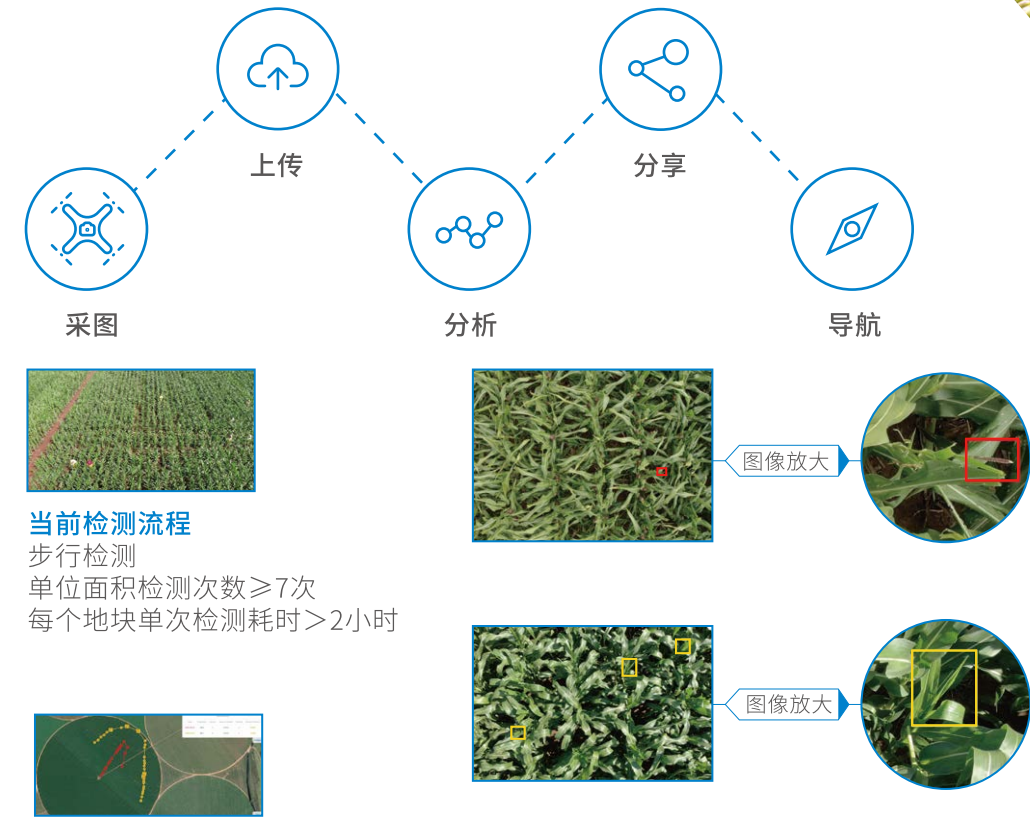 上传
分享
采图
分析
导航
图像放大
当前检测流程
步行检测
单位面积检测次数≥7次
每个地块单次检测耗时＞2小时
图像放大